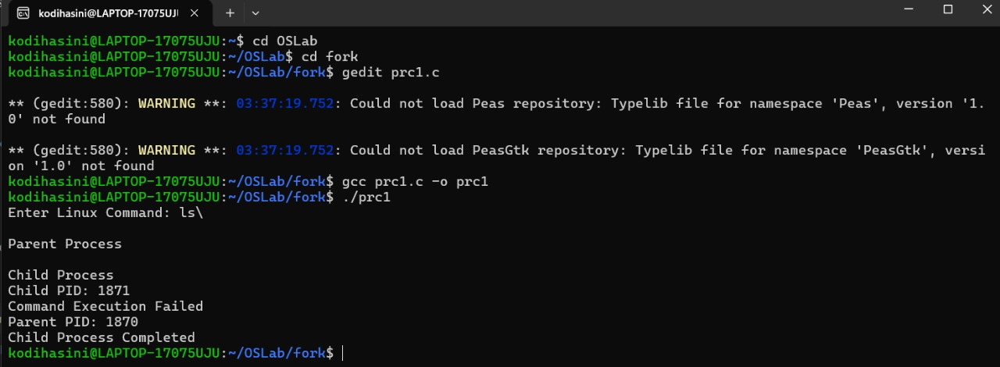 kodihasini@LAPTOP-17075UJU
kodihasini@LAPTOP-17075UJU:~$ cd OSLab
kodihasini@LAPTOP-17075UJU:~/OSLab$ cd fork
kodihasini@LAPTOP-17075UJU:~/OSLab/fork$ gedit prc1.c
** (gedit:580): WARNING **: 03:37:19.752: Could not load Peas repository: Typelib file for namespace 'Peas', version '1.
0' not found
** (gedit:580): WARNING **: 03:37:19.752: Could not load PeasGtk repository: Typelib file for namespace 'PeasGtk', versi
on '1.0' not found
kodihasini@LAPTOP-17075UJU:~/OSLab/fork$ gcc prc1.c -o prc1
kodihasini@LAPTOP-17075UJU:~/OSLab/fork$ ./prc1
Enter Linux Command: ls\
Parent Process
Child Process
Child PID: 1871
Command Execution Failed
Parent PID: 1870
Child Process Completed
kodihasini@LAPTOP-17075UJU:~/OSLab/fork$